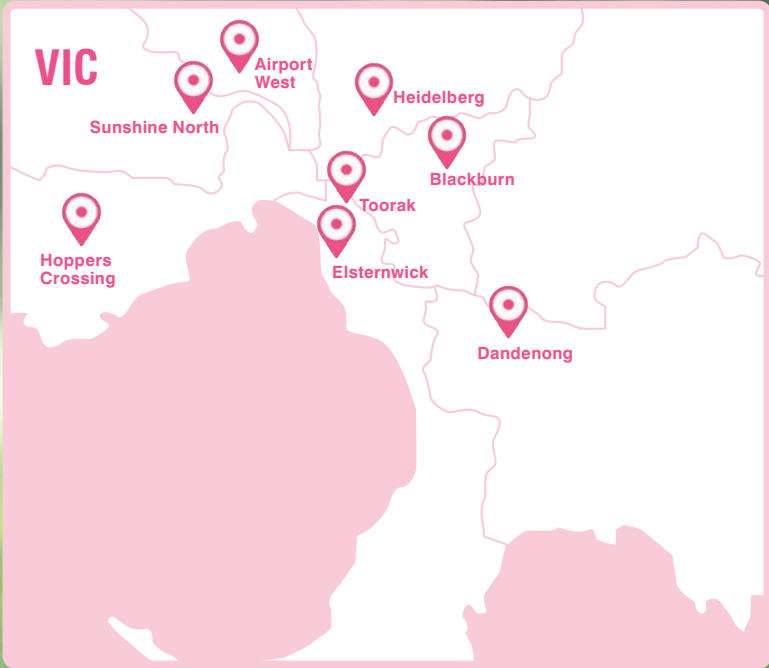 VIC
Airport
West
Sunshine North
Heidelberg
Blackburn
Toorak
Hoppers
Crossing
Elsternwick
Dandenong